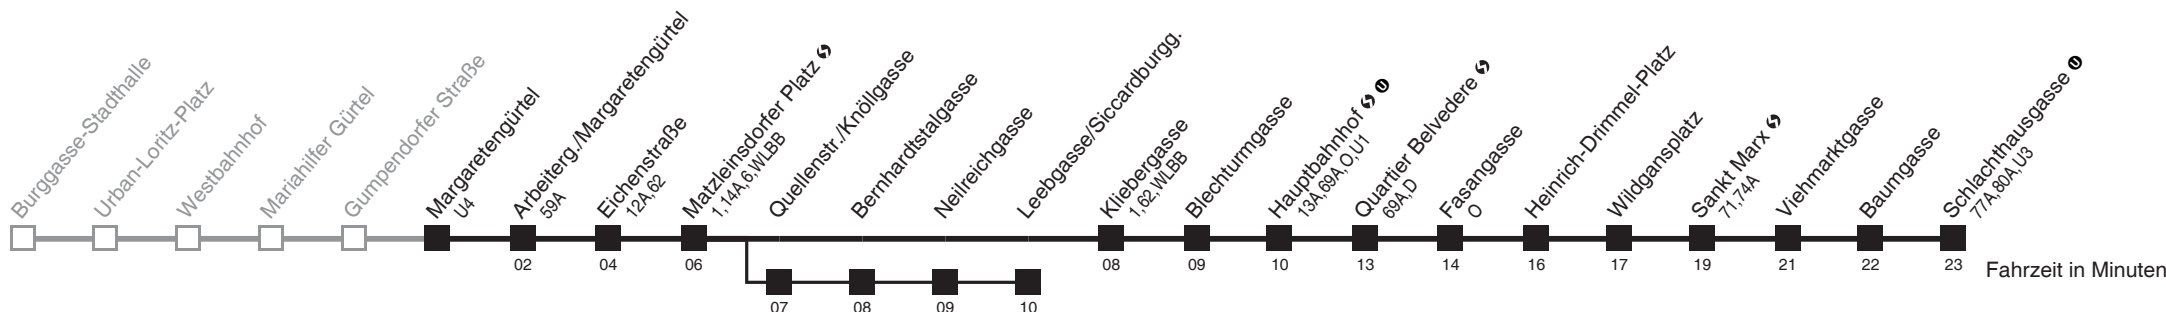 Burggasse-Stadthalle
Urban-Loritz-Platz
Westbahnhof
Mariahilfer Gürtel
Gumpendorfer Straße
Margaretengürtel
U4
Arbeiterg./Margaretengürtel
59A
Eichenstraße
12A,62
Matzleinsdorfer Platz
1,14A,6,WLBB
Quellenstr./Knöllgasse
Bernhardtstalgasse
Neilreichgasse
Leebgasse/Siccardburgg.
Kliebergasse
1,62,WLBB
Blechturmgasse
Hauptbahnhof U
13A,69A,O,U1
Quartier Belvedere
69A,D
Fasangasse
O
Heinrich-Drimmel-Platz
Wildgansplatz
Sankt Marx
71,74A
Viehmarktgasse
Baumgasse
Schlachthausgasse U
77A,80A,U3
02 04 06 08 09 10 13 14 16 17 19 21 22 23
Fahrzeit in Minuten
07 08 09 10